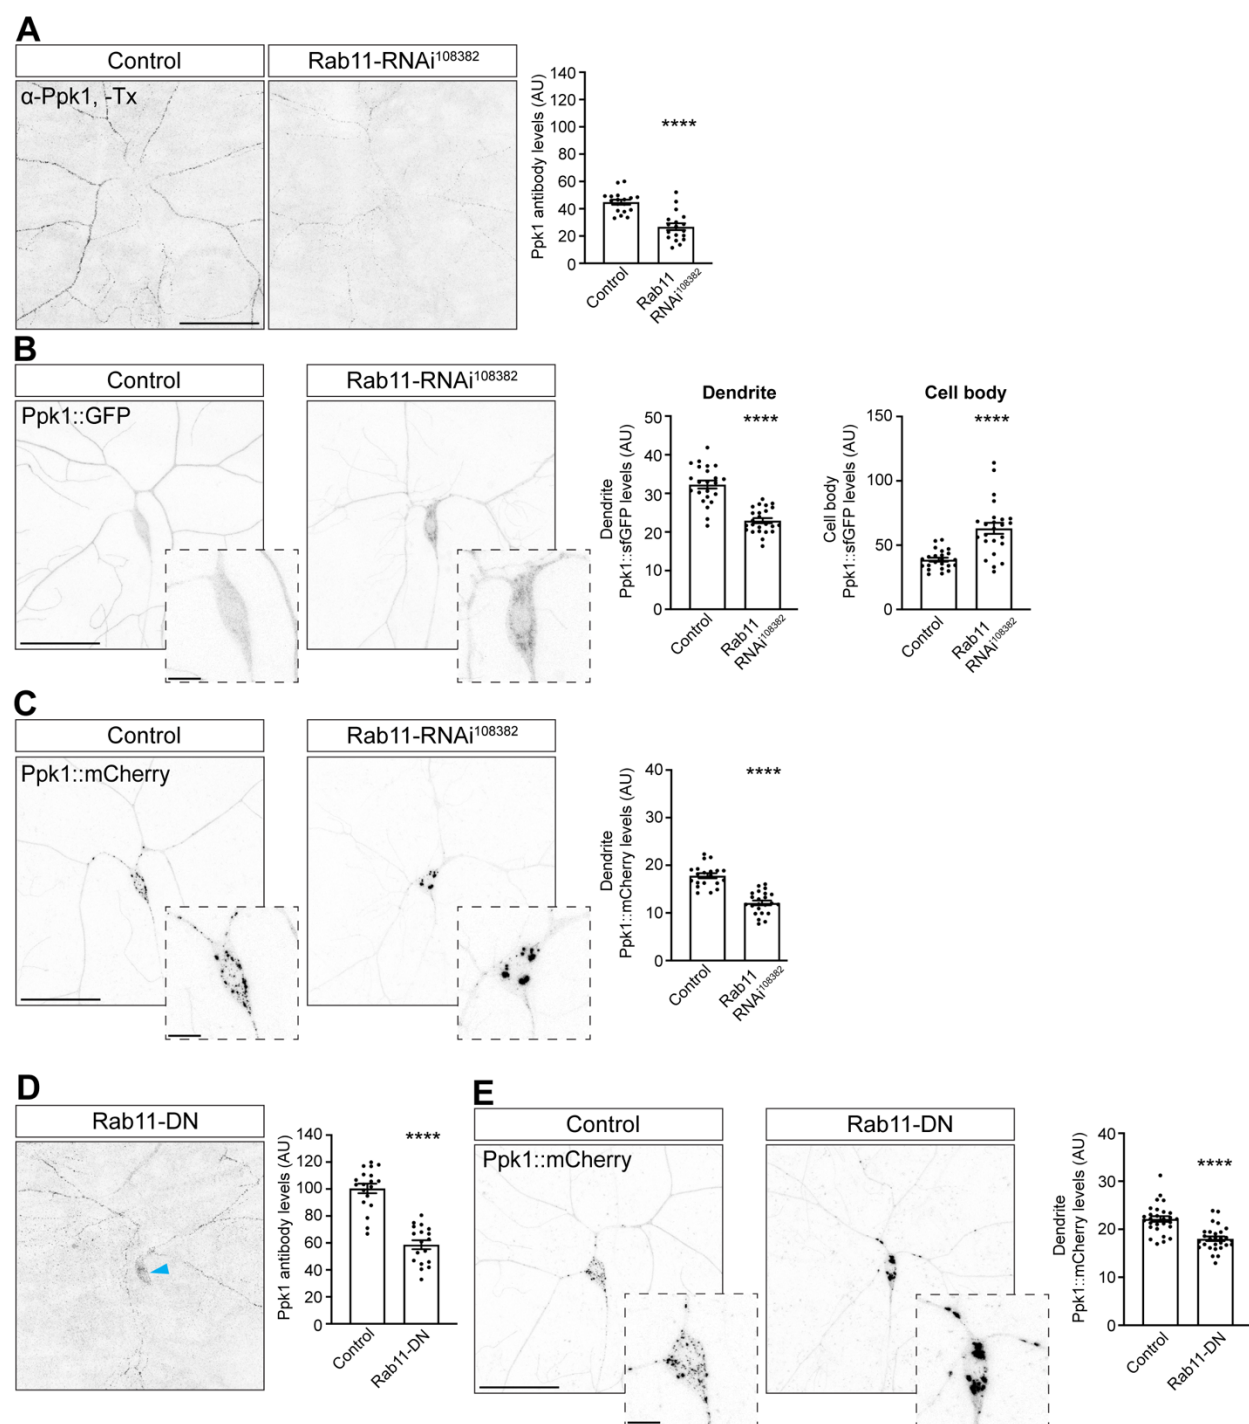 A
Control
Rab11-RNAi108382
α-Ppk1, -Tx
Ppk1 antibody levels (AU)
140
120
100
80
60
40
20
0
****
Control
Rab11
RNAi108382
B
Control
Rab11-RNAi108382
Ppk1::GFP
Dendrite
Dendrite
Ppk1::sfGFP levels (AU)
50
40
30
20
10
0
****
Control
Rab11
RNAi108382
Cell body
Cell body
Ppk1::sfGFP levels (AU)
150
100
50
0
****
Control
Rab11
RNAi108382
C
Control
Rab11-RNAi108382
Ppk1::mCherry
Dendrite
Ppk1::mCherry levels (AU)
40
30
20
10
0
****
Control
Rab11
RNAi108382
D
Rab11-DN
Ppk1 antibody levels (AU)
140
120
100
80
60
40
20
0
****
Control
Rab11-DN
E
Control
Rab11-DN
Ppk1::mCherry
Dendrite
Ppk1::mCherry levels (AU)
40
30
20
10
0
****
Control
Rab11-DN